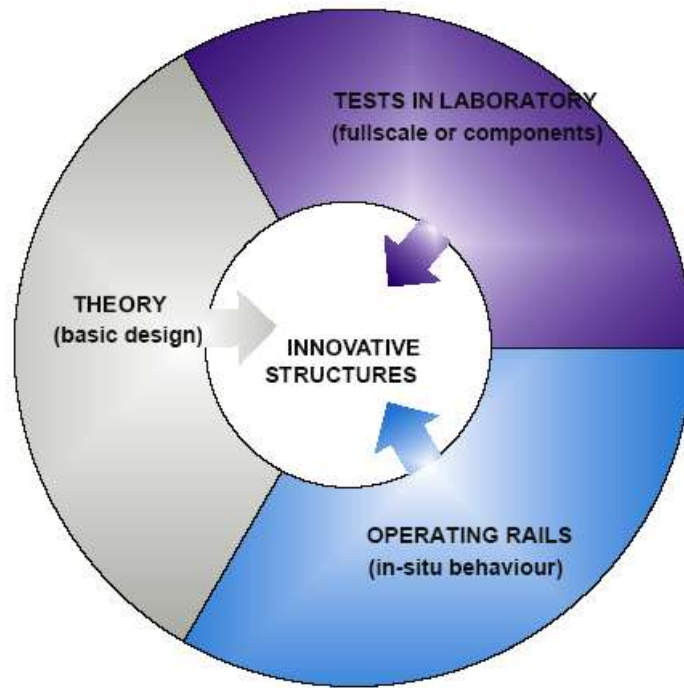 TESTS IN LABORATORY
(fullscale or components)
THEORY
(basic design)
INNOVATIVE
STRUCTURES
OPERATING RAILS
(in-situ behaviour)